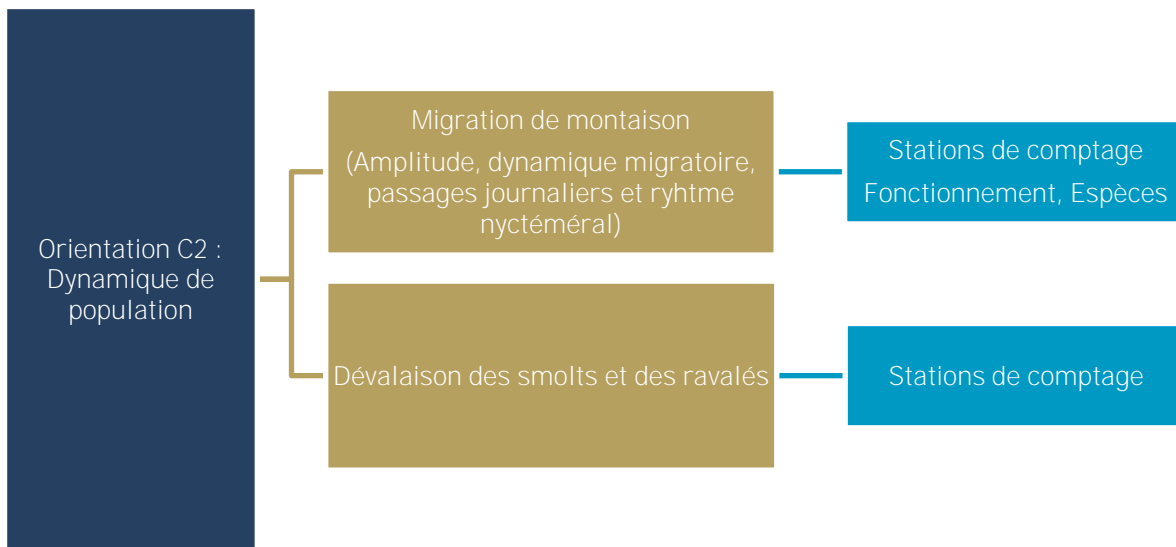 Orientation C2 :
Dynamique de
population
Migration de montaison
(Amplitude, dynamique migratoire,
passages journaliers et ryhtme
nycthéméral)
Stations de comptage
Fonctionnement, Espèces
Dévalaison des smolts et des ravalés
Stations de comptage